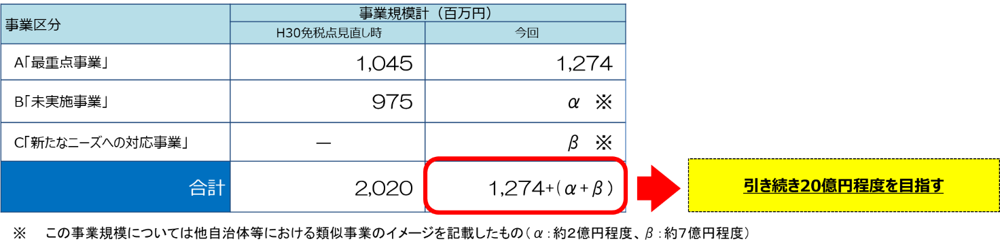 事業区分 事業規模計（百万円）
H30免税点見直し時 今回
A「最重点事業」 1,045 1,274
B「未実施事業」 975 α ※
C「新たなニーズへの対応事業」 ― β ※
合計 2,020 1,274+(α+β)
引き続き20億円程度を目指す
※ この事業規模については他自治体等における類似事業のイメージを記載したもの(α:約２億円程度、β:約７億円程度)